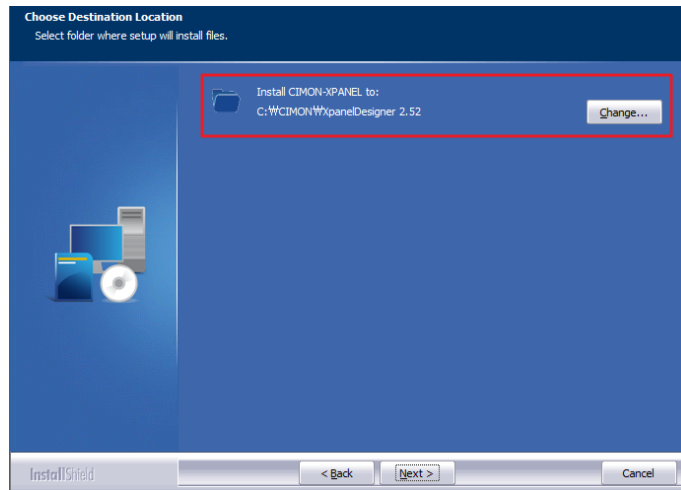 Choose Destination Location
Select folder where setup will install files.
Install CIMON-XPANEL to:
C:₩CIMON₩XpanelDesigner 2.52
Change...
InstallShield
< Back
Next >
Cancel